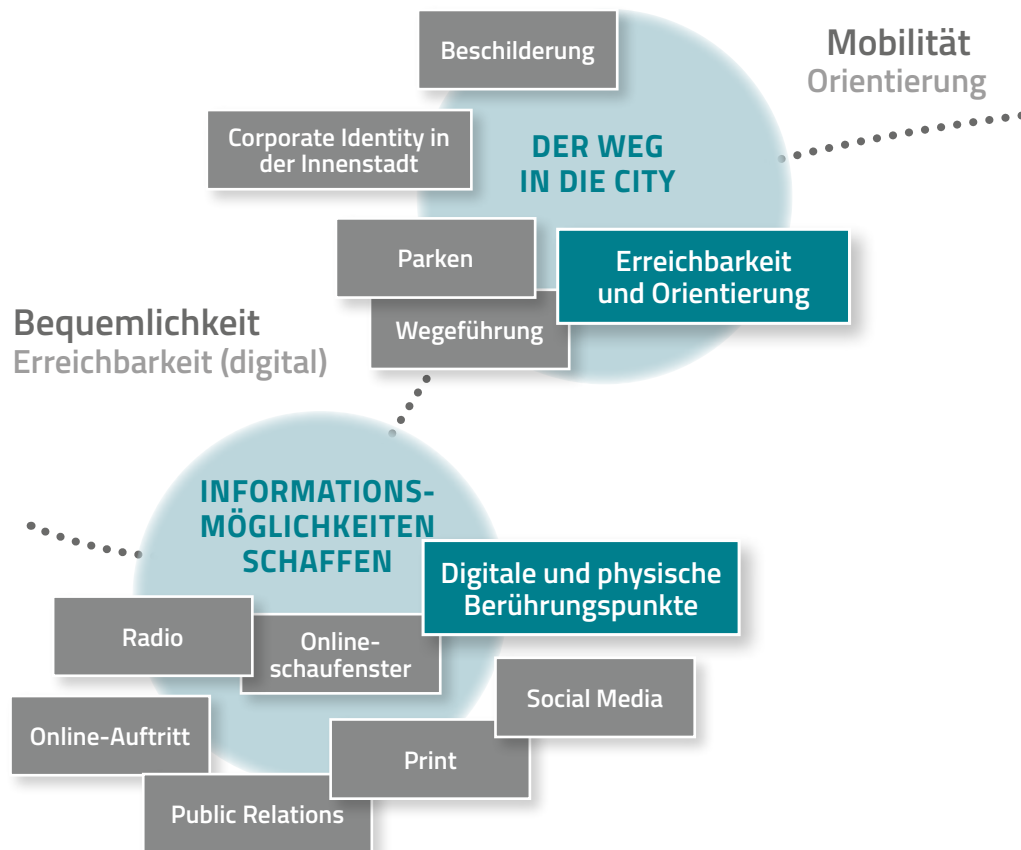 Beschilderung
Mobilität
Orientierung
Corporate Identity in
der Innenstadt
DER WEG
IN DIE CITY
Parken
Erreichbarkeit
und Orientierung
Wegeführung
Bequemlichkeit
Erreichbarkeit (digital)
INFORMATIONS-
MÖGLICHKEITEN
SCHAFFEN
Digitale und physische
Berührungspunkte
Radio
Online-
schaufenster
Social Media
Online-Auftritt
Print
Public Relations